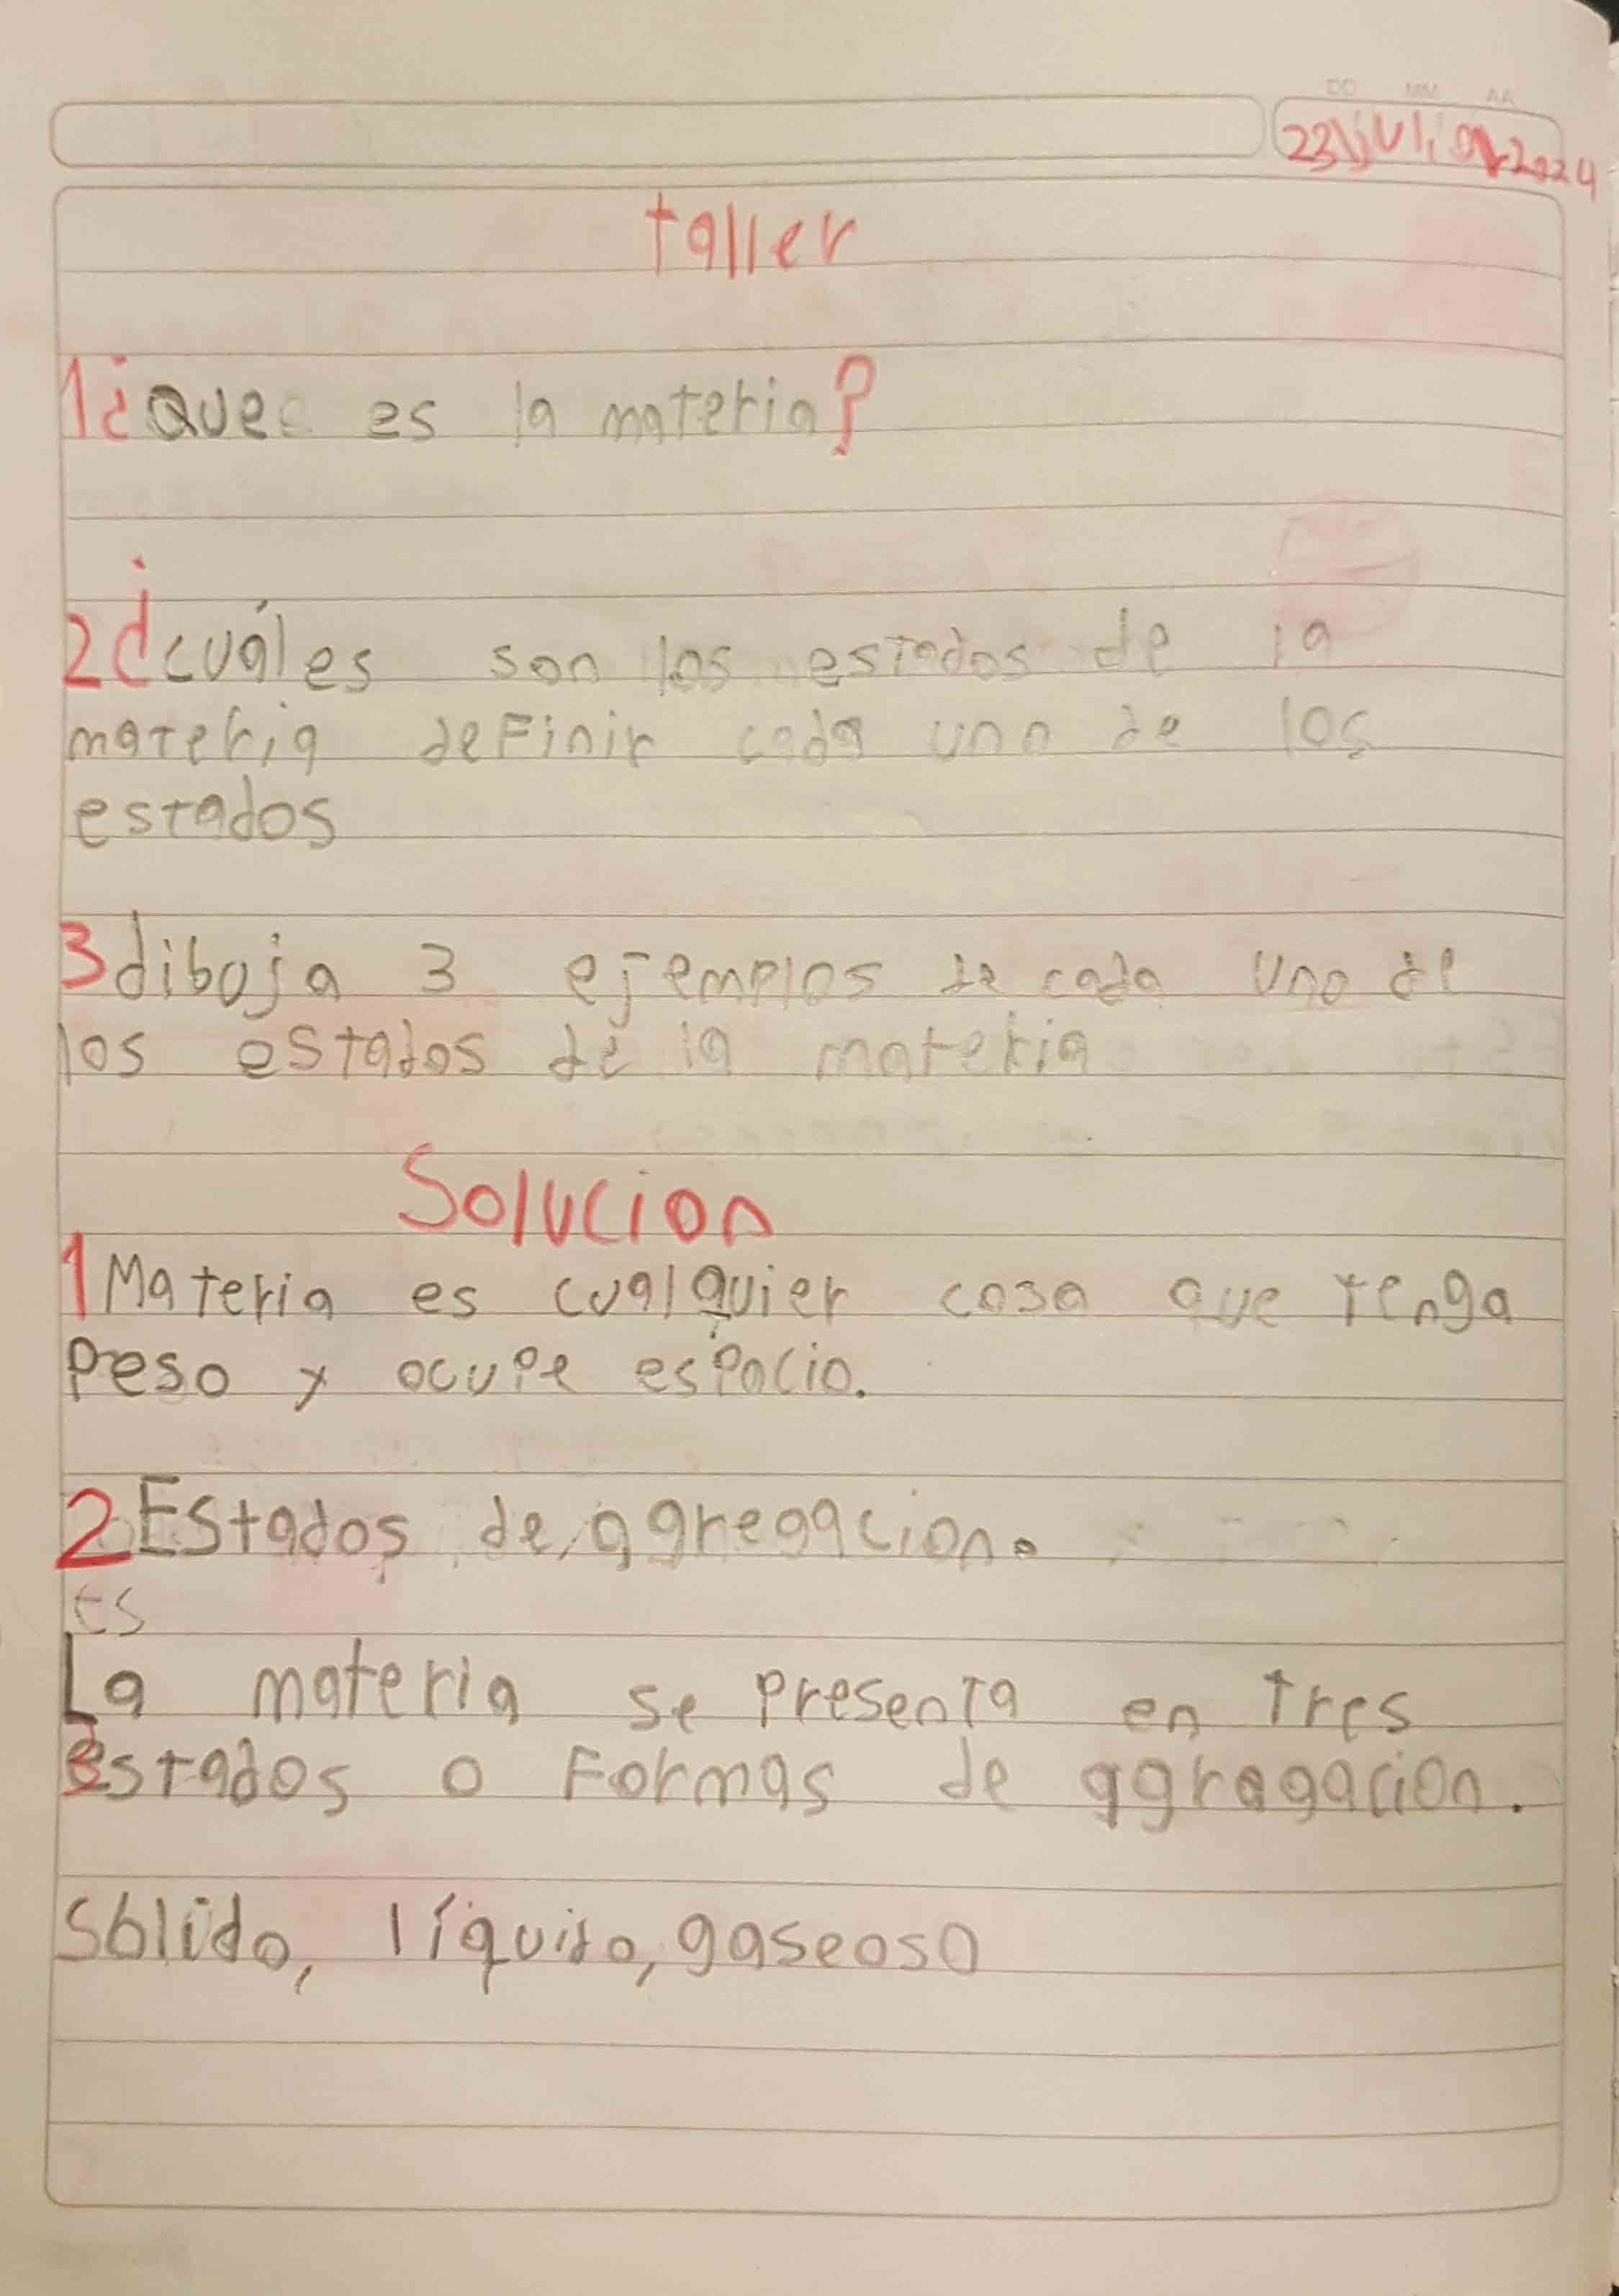 DD MM AA
23 julio 2024
taller
1¿Que es la materia?
2¿cuáles son los estados de la
materia definir cada uno de los
estados
3dibuja 3 ejemplos de cada uno de
los estados de la materia
Solucion
1Materia es cualquier cosa que tenga
Peso y ocupe espacio.
2Estados de agregacion.
es
La materia se presenta en tres
estados o Formas de agragacion.
Sólido, líquido, gaseoso